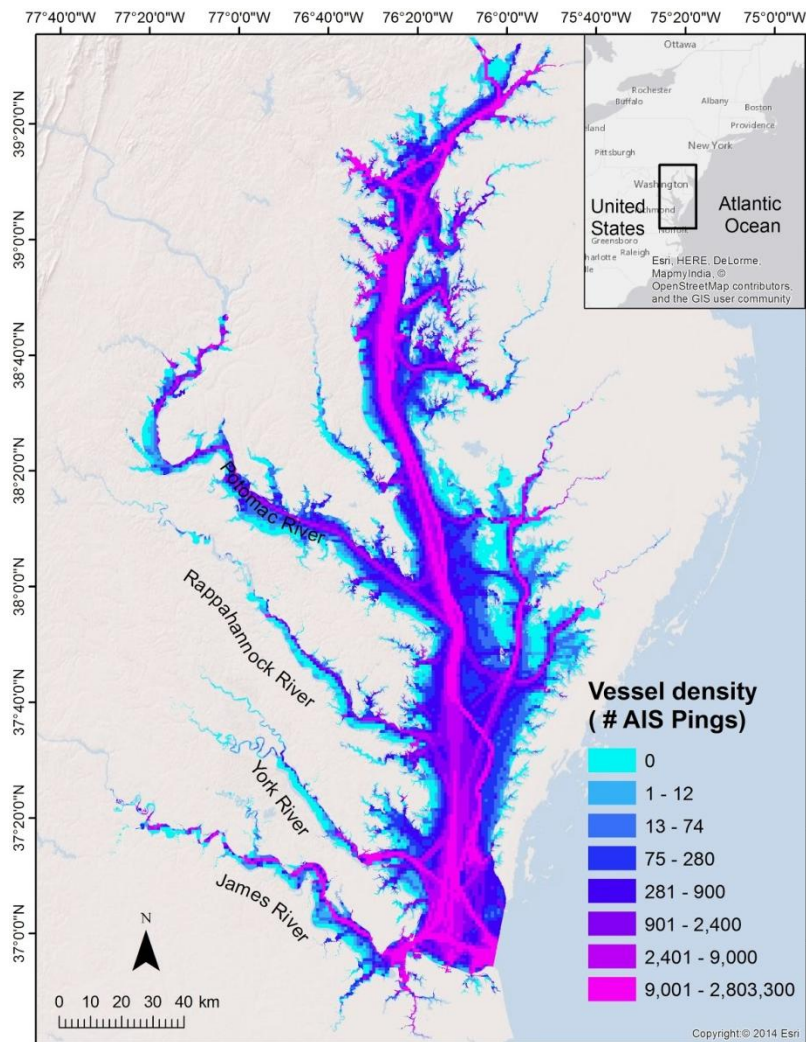 77°40'0"W 77°20'0"W 77°0'0"W 76°40'0"W 76°20'0"W 76°0'0"W 75°40'0"W 75°20'0"W 75°0'0"W
39°20'0"N
39°0'0"N
38°40'0"N
38°20'0"N
38°0'0"N
37°40'0"N
37°20'0"N
37°0'0"N
Ottawa
Rochester
Buffalo
Albany
Boston
Providence
eland
Pittsburgh
New York
Washington
United
States
Atlantic
Ocean
chmond
Norfolk
Greensboro
Raleigh
harlotte
lle
Esri, HERE, DeLorme,
MapmyIndia, ©
OpenStreetMap contributors,
and the GIS user community
Potomac River
Rappahannock River
York River
James River
Vessel density
( # AIS Pings)
0
1 - 12
13 - 74
75 - 280
281 - 900
901 - 2,400
2,401 - 9,000
9,001 - 2,803,300
N
0 10 20 30 40 km
Copyright:© 2014 Esri